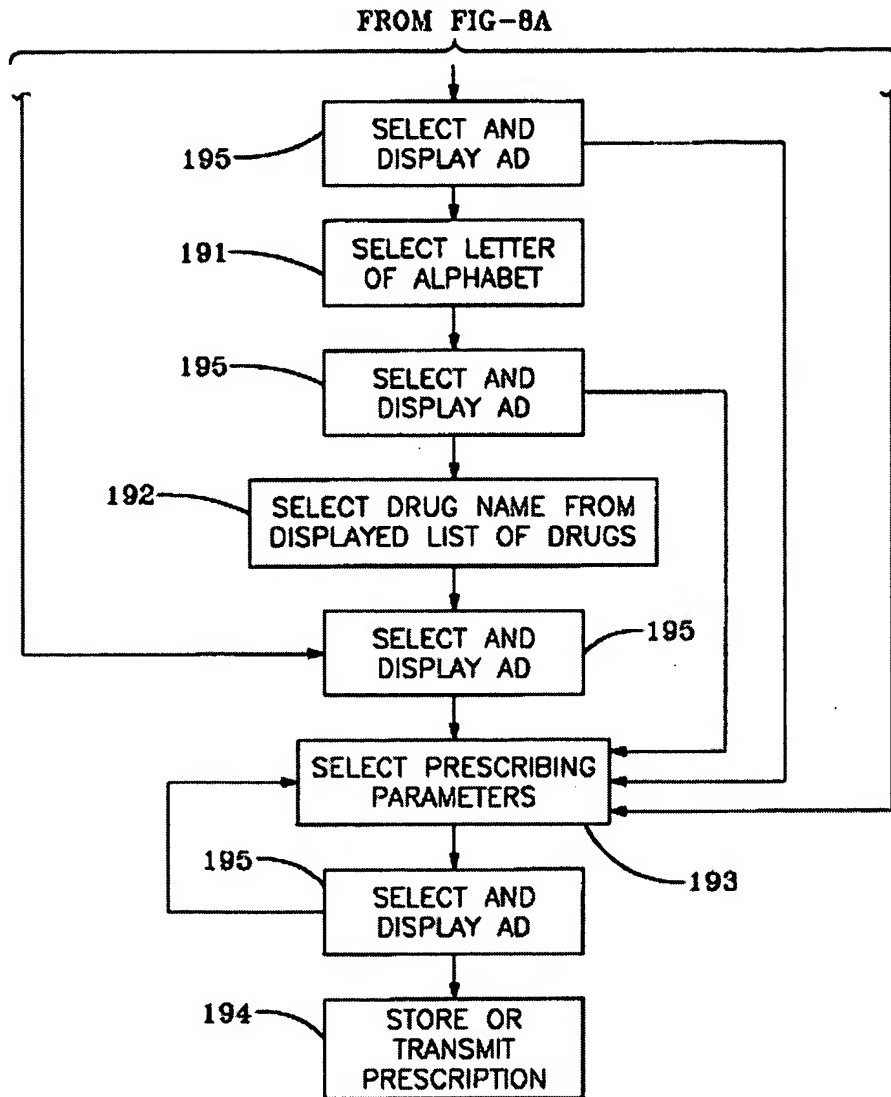 FROM FIG-8A
195
SELECT AND
DISPLAY AD
191
SELECT LETTER
OF ALPHABET
195
SELECT AND
DISPLAY AD
192
SELECT DRUG NAME FROM
DISPLAYED LIST OF DRUGS
SELECT AND
DISPLAY AD
195
SELECT PRESCRIBING
PARAMETERS
193
195
SELECT AND
DISPLAY AD
194
STORE OR
TRANSMIT
PRESCRIPTION